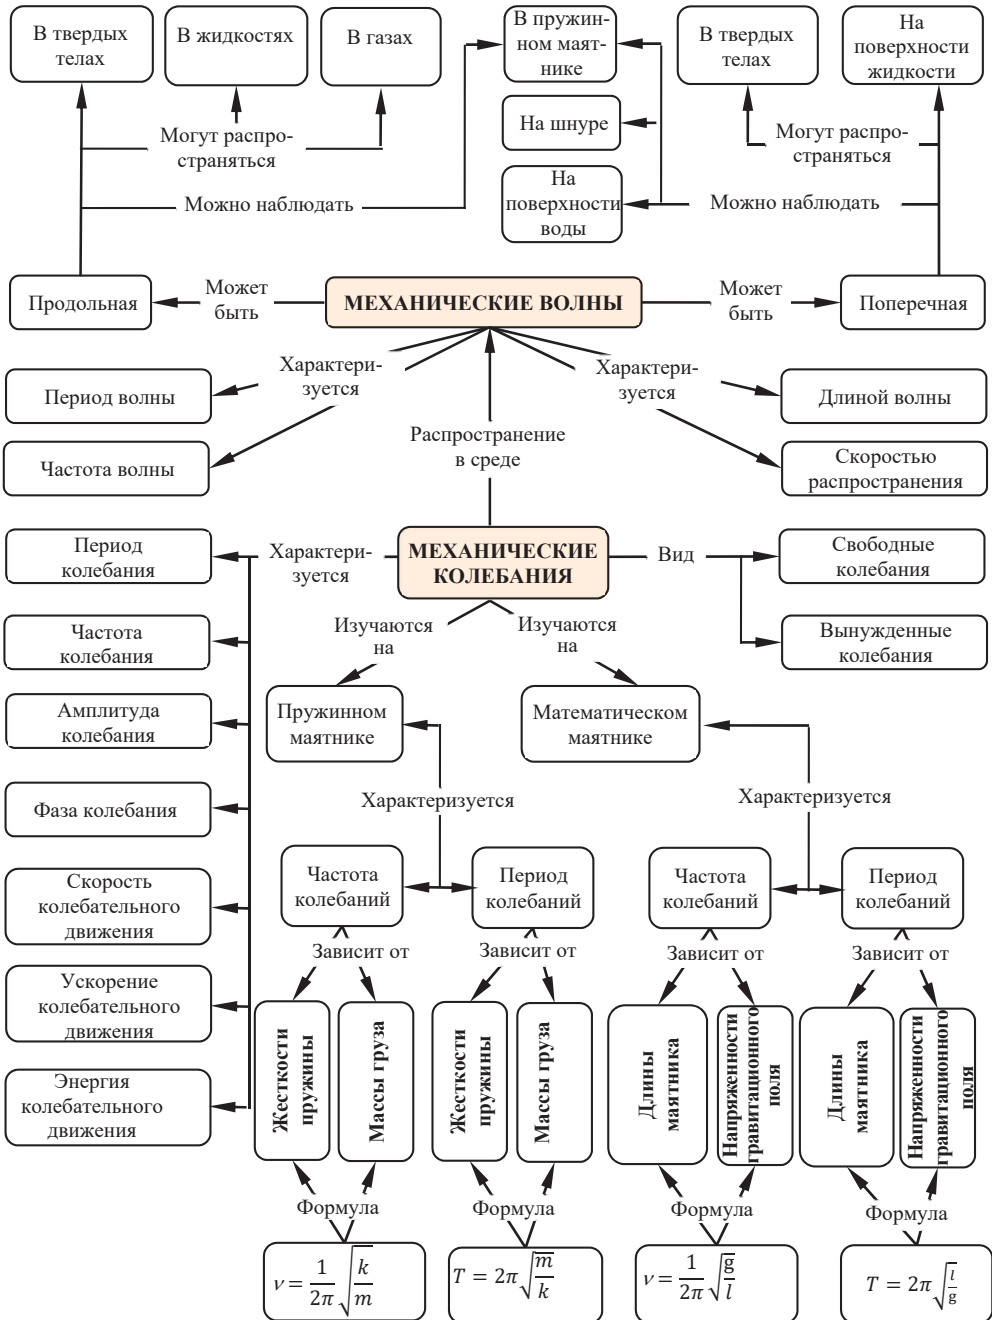 В твердых
телах
В жидкостях
В газах
В пружин-
ном маят-
нике
В твердых
телах
На
поверхности
жидкости
На шнуре
Могут распро-
страняться
Могут распро-
страняться
На
поверхности
воды
Можно наблюдать
Можно наблюдать
Продольная
Может
быть
МЕХАНИЧЕСКИЕ ВОЛНЫ
Может
быть
Поперечная
Характери-
зуется
Характери-
зуется
Период волны
Длиной волны
Частота волны
Распространение
в среде
Скоростью
распространения
Период
колебания
Характери-
зуется
МЕХАНИЧЕСКИЕ
КОЛЕБАНИЯ
Вид
Свободные
колебания
Частота
колебания
Изучаются
на
Изучаются
на
Вынужденные
колебания
Амплитуда
колебания
Пружинном
маятнике
Математическом
маятнике
Фаза колебания
Характеризуется
Характеризуется
Скорость
колебательного
движения
Частота
колебаний
Период
колебаний
Частота
колебаний
Период
колебаний
Зависит от
Зависит от
Зависит от
Зависит от
Ускорение
колебательного
движения
Энергия
колебательного
движения
Жесткости
пружины
Массы груза
Жесткости
пружины
Массы груза
Длины
маятника
Напряженности
гравитационного
поля
Длины
маятника
Напряженности
гравитационного
поля
Формула
Формула
Формула
Формула
ν = 1/2π √k/m
T = 2π√m/k
ν = 1/2π √g/l
T = 2π√l/g